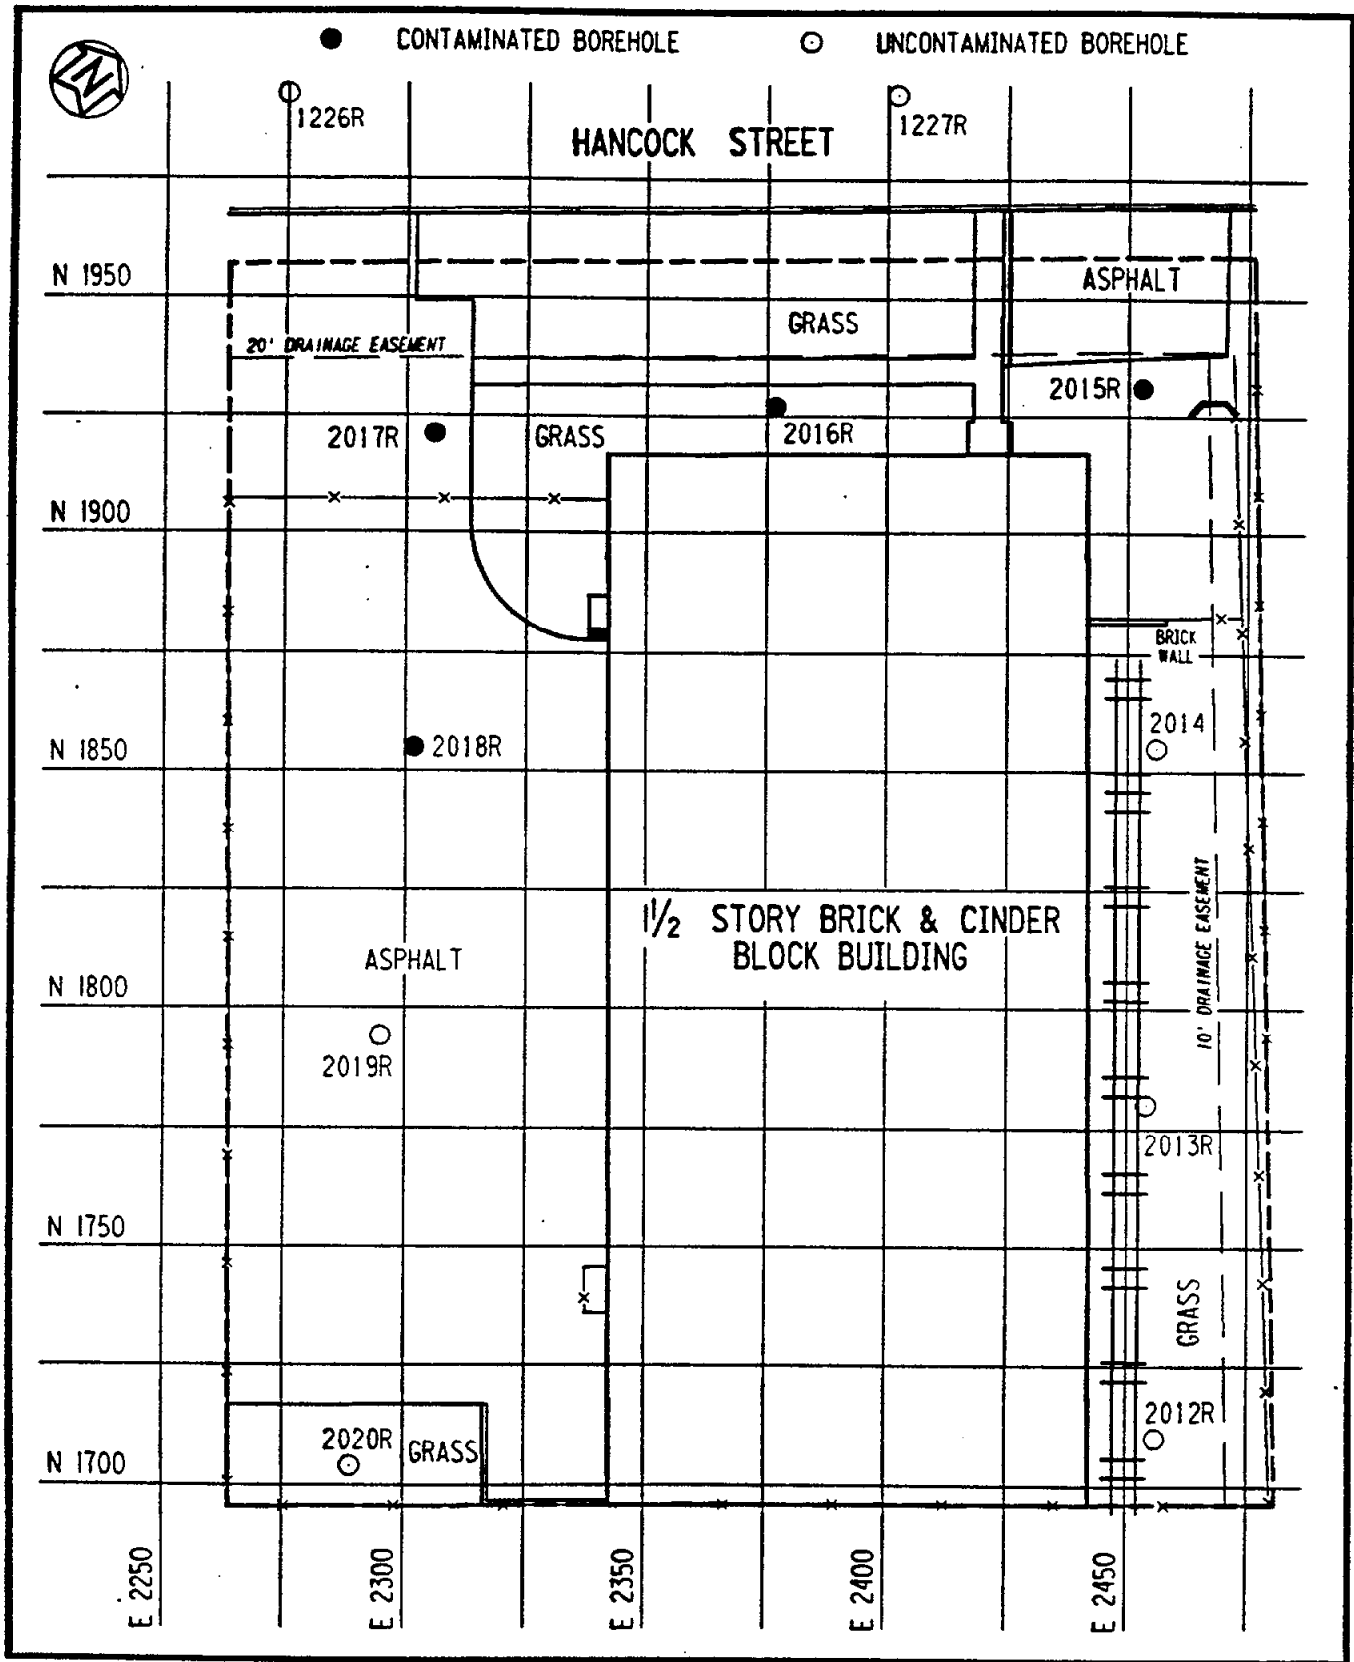 N
CONTAMINATED BOREHOLE
UNCONTAMINATED BOREHOLE
1226R
1227R
HANCOCK STREET
N 1950
ASPHALT
GRASS
20' DRAINAGE EASEMENT
2015R
2017R
GRASS
2016R
N 1900
BRICK
WALL
2014
N 1850
2018R
10' DRAINAGE EASEMENT
1 1/2 STORY BRICK & CINDER
BLOCK BUILDING
ASPHALT
N 1800
2019R
2013R
N 1750
GRASS
2012R
2020R
GRASS
N 1700
E 2250
E 2300
E 2350
E 2400
E 2450